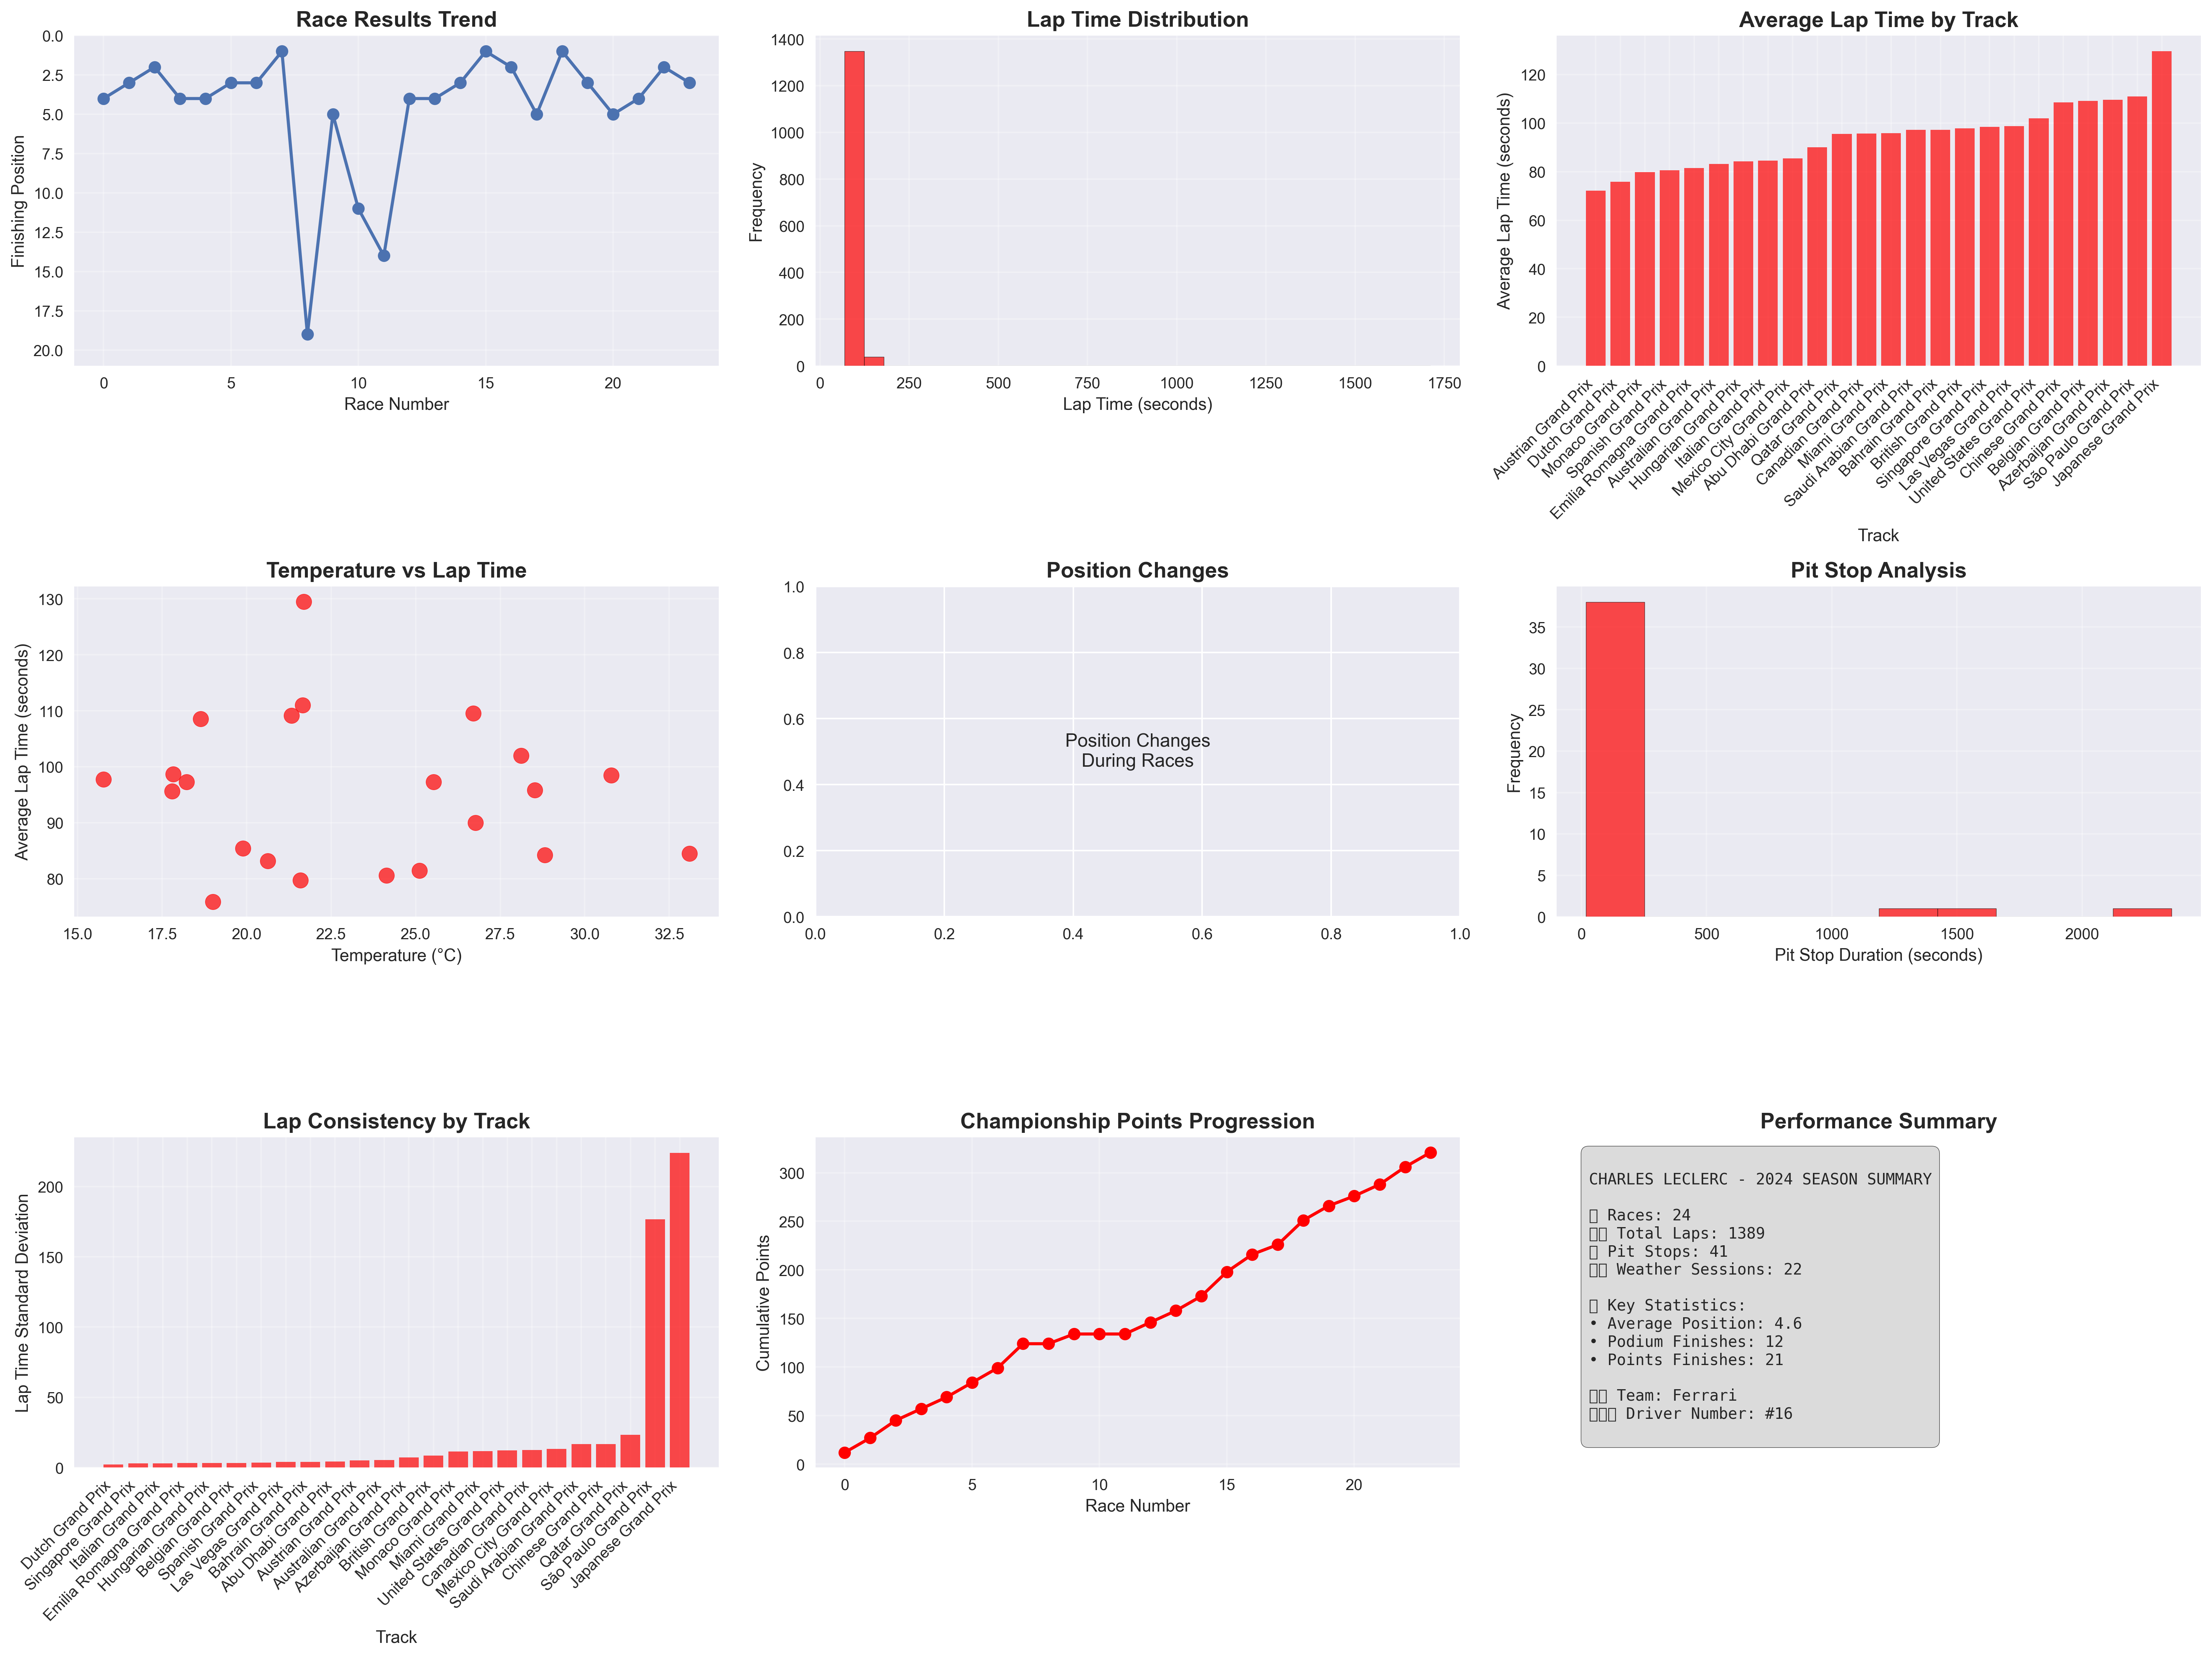 Race Results Trend
Finishing Position
0.0
2.5
5.0
7.5
10.0
12.5
15.0
17.5
20.0
0
5
10
15
20
Race Number
Lap Time Distribution
Frequency
1400
1200
1000
800
600
400
200
0
0
250
500
750
1000
1250
1500
1750
Lap Time (seconds)
Average Lap Time by Track
Average Lap Time (seconds)
120
100
80
60
40
20
0
Austrian Grand Prix
Dutch Grand Prix
Monaco Grand Prix
Spanish Grand Prix
Emilia Romagna Grand Prix
Australian Grand Prix
Hungarian Grand Prix
Italian Grand Prix
Mexico City Grand Prix
Abu Dhabi Grand Prix
Qatar Grand Prix
Canadian Grand Prix
Miami Grand Prix
Saudi Arabian Grand Prix
Bahrain Grand Prix
British Grand Prix
Singapore Grand Prix
Las Vegas Grand Prix
United States Grand Prix
Chinese Grand Prix
Belgian Grand Prix
Azerbaijan Grand Prix
São Paulo Grand Prix
Japanese Grand Prix
Track
Temperature vs Lap Time
Average Lap Time (seconds)
130
120
110
100
90
80
15.0
17.5
20.0
22.5
25.0
27.5
30.0
32.5
Temperature (°C)
Position Changes
1.0
0.8
0.6
0.4
0.2
0.0
Position Changes
During Races
0.0
0.2
0.4
0.6
0.8
1.0
Pit Stop Analysis
Frequency
35
30
25
20
15
10
5
0
0
500
1000
1500
2000
Pit Stop Duration (seconds)
Lap Consistency by Track
Lap Time Standard Deviation
200
150
100
50
0
Dutch Grand Prix
Singapore Grand Prix
Italian Grand Prix
Emilia Romagna Grand Prix
Hungarian Grand Prix
Belgian Grand Prix
Spanish Grand Prix
Las Vegas Grand Prix
Bahrain Grand Prix
Abu Dhabi Grand Prix
Austrian Grand Prix
Australian Grand Prix
Azerbaijan Grand Prix
British Grand Prix
Monaco Grand Prix
Miami Grand Prix
United States Grand Prix
Canadian Grand Prix
Mexico City Grand Prix
Saudi Arabian Grand Prix
Chinese Grand Prix
Qatar Grand Prix
São Paulo Grand Prix
Japanese Grand Prix
Track
Championship Points Progression
Cumulative Points
300
250
200
150
100
50
0
0
5
10
15
20
Race Number
Performance Summary
CHARLES LECLERC - 2024 SEASON SUMMARY
Races: 24
Total Laps: 1389
Pit Stops: 41
Weather Sessions: 22
Key Statistics:
• Average Position: 4.6
• Podium Finishes: 12
• Points Finishes: 21
Team: Ferrari
Driver Number: #16